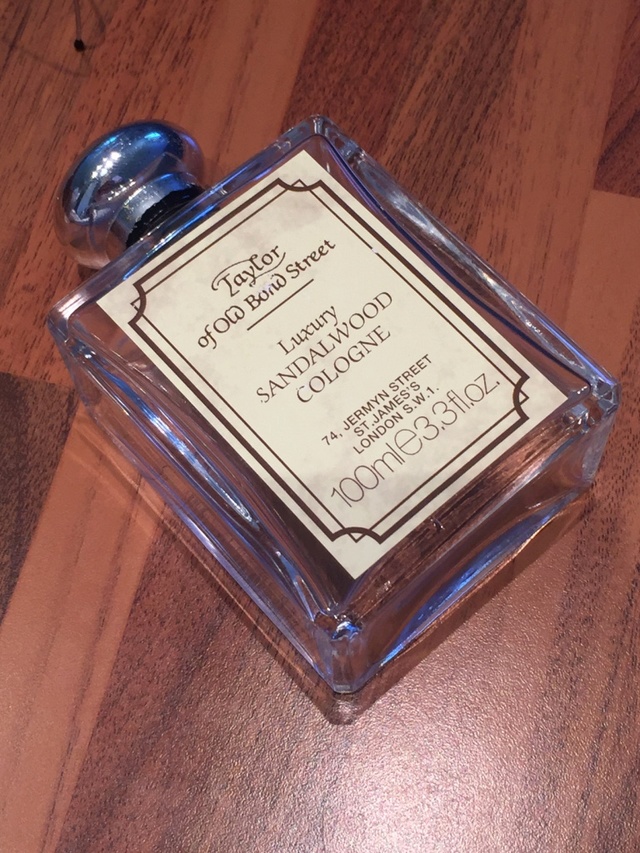 Taylor
of Old Bond Street
Luxury
SANDALWOOD
COLOGNE
74, JERMYN STREET
ST. JAMES'S
LONDON S.W.1.
100ml e 3.3fl.oz.